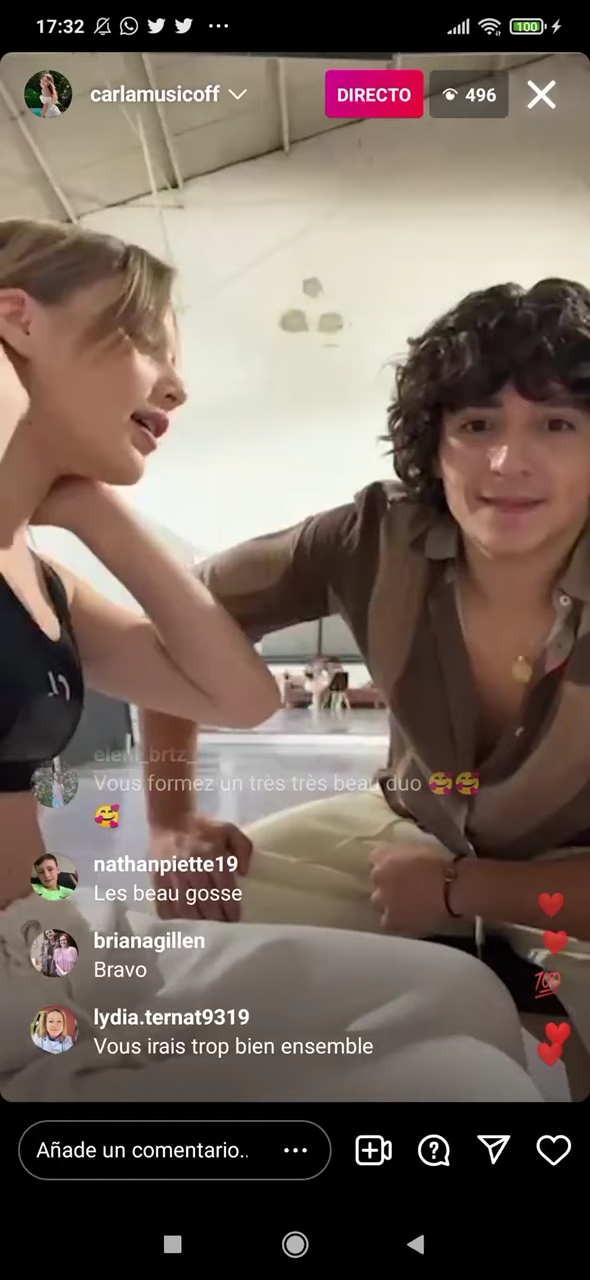 17:32
100
carlamusicoff
DIRECTO
496
eleni_brtz_
Vous formez un très très beau duo 🥰🥰
🥰
nathanpiette19
Les beau gosse
brianagillen
Bravo
lydia.ternat9319
Vous irais trop bien ensemble
Añade un comentario..